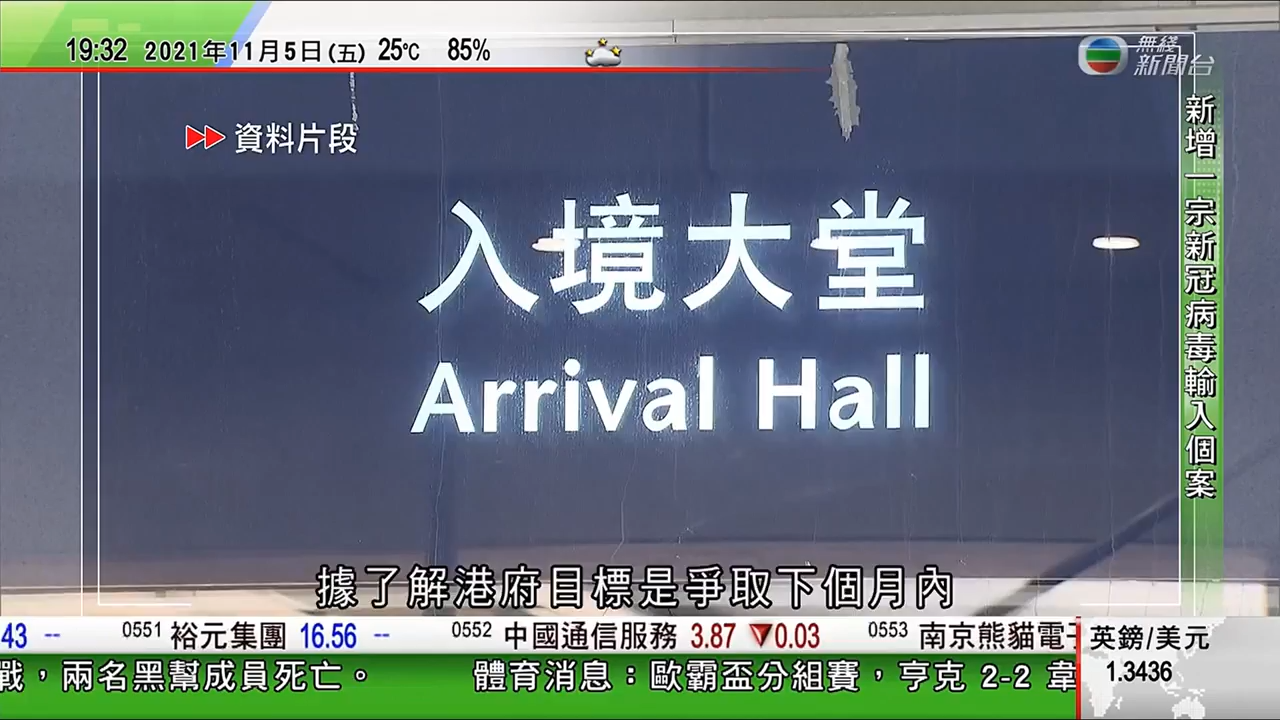 19:32 2021年11月5日(五) 25℃ 85%
無綫
新聞台
資料片段
新增一宗新冠病毒輸入個案
入境大堂
Arrival Hall
據了解港府目標是爭取下個月內
43 -- 0551 裕元集團 16.56 -- 0552 中國通信服務 3.87 ▼0.03 0553 南京熊貓電子
英鎊/美元
1.3436
戰，兩名黑幫成員死亡。 體育消息：歐霸盃分組賽，亨克 2-2 韋